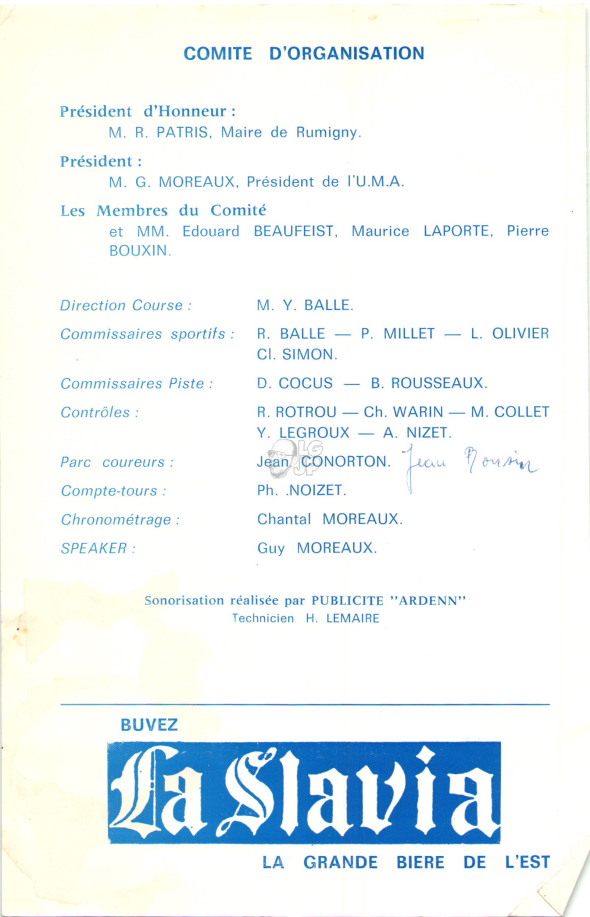 COMITE D'ORGANISATION
Président d'Honneur :
M. R. PATRIS, Maire de Rumigny.
Président :
M. G. MOREAUX, Président de l'U.M.A.
Les Membres du Comité
et MM. Edouard BEAUFEIST, Maurice LAPORTE, Pierre
BOUXIN.
Direction Course : M. Y. BALLE.
Commissaires sportifs : R. BALLE — P. MILLET — L. OLIVIER
Cl. SIMON.
Commissaires Piste : D. COCUS — B. ROUSSEAUX.
Contrôles : R. ROTROU — Ch. WARIN — M. COLLET
Y. LEGROUX — A. NIZET.
Parc coureurs : Jean CONORTON. Jean
Compte-tours : Ph. .NOIZET.
Chronométrage : Chantal MOREAUX.
SPEAKER : Guy MOREAUX.
Sonorisation réalisée par PUBLICITE "ARDENN"
Technicien H. LEMAIRE
BUVEZ
La Slavia
LA GRANDE BIERE DE L'EST